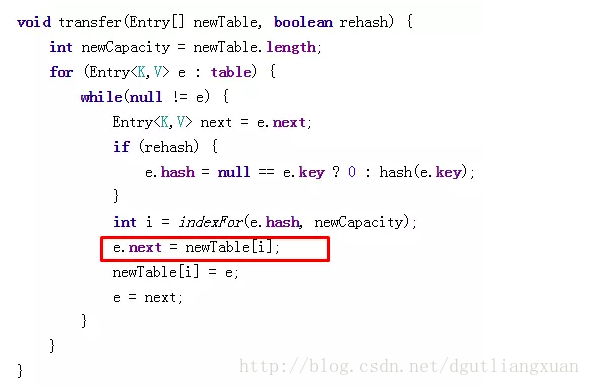 void transfer(Entry[] newTable, boolean rehash) {
    int newCapacity = newTable.length;
    for (Entry<K,V> e : table) {
        while(null != e) {
            Entry<K,V> next = e.next;
            if (rehash) {
                e.hash = null == e.key ? 0 : hash(e.key);
            }
            int i = indexFor(e.hash, newCapacity);
            e.next = newTable[i];
            newTable[i] = e;
            e = next;
        }
    }
}
http://blog.csdn.net/dgutliangxuan